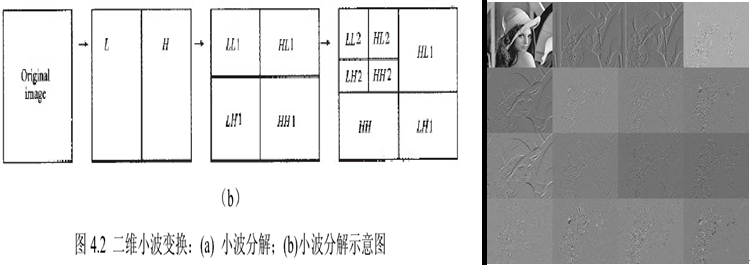 Original
image
L
H
LL1
HL1
LH1
HH1
LL2
HL2
LH2
HH2
HL1
HH
LH1
(b)
图 4.2 二维小波变换：(a) 小波分解；(b)小波分解示意图